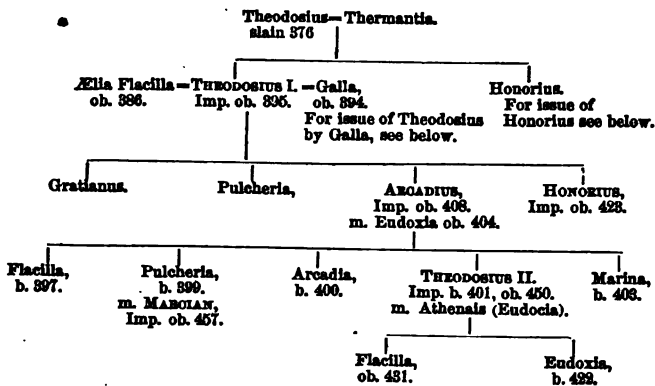 Theodosius=Thermantia.
slain 376
Ælia Flacilla=THEODOSIUS I.=Galla,
ob. 386. Imp. ob. 395. ob. 394.
For issue of Theodosius
by Galla, see below.
Honorius.
For issue of
Honorius see below.
Gratianus.
Pulcheria,
ARCADIUS,
Imp. ob. 408.
m. Eudoxia ob. 404.
HONORIUS,
Imp. ob. 423.
Flacilla,
b. 397.
Pulcheria,
b. 399.
m. MARCIAN,
Imp. ob. 457.
Arcadia,
b. 400.
THEODOSIUS II.
Imp. b. 401, ob. 450.
m. Athenais (Eudocia).
Marina,
b. 403.
Flacilla,
ob. 431.
Eudoxia,
b. 422.